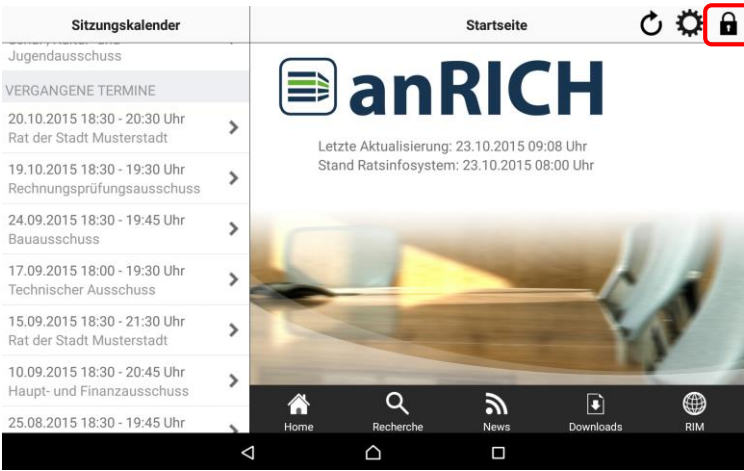 Sitzungskalender
Startseite
Jugendausschuss
VERGANGENE TERMINE
20.10.2015 18:30 - 20:30 Uhr
Rat der Stadt Musterstadt
19.10.2015 18:30 - 19:30 Uhr
Rechnungsprüfungsausschuss
24.09.2015 18:30 - 19:45 Uhr
Bauausschuss
17.09.2015 18:00 - 19:30 Uhr
Technischer Ausschuss
15.09.2015 18:30 - 21:30 Uhr
Rat der Stadt Musterstadt
10.09.2015 18:30 - 20:45 Uhr
Haupt- und Finanzausschuss
25.08.2015 18:30 - 19:45 Uhr
anRICH
Letzte Aktualisierung: 23.10.2015 09:08 Uhr
Stand Ratsinfosystem: 23.10.2015 08:00 Uhr
Home Recherche News Downloads RIM